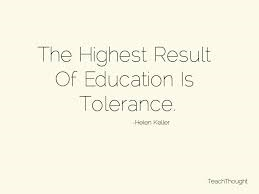 The Highest Result
Of Education Is
Tolerance.
-Helen Keller
TeachThought